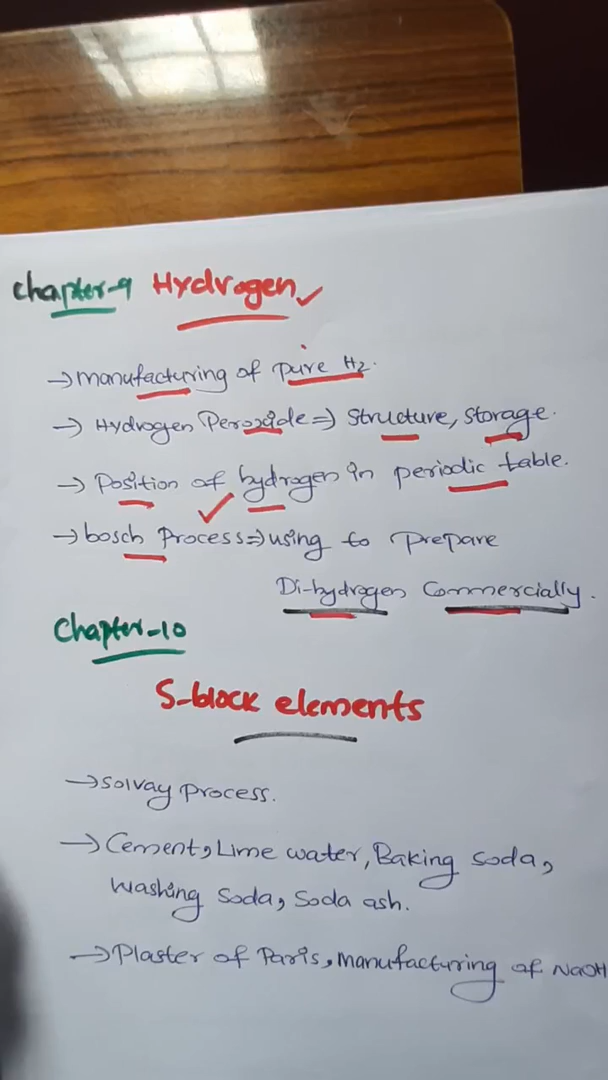 Chapter-9 Hydrogen
→ manufacturing of pure H2.
→ Hydrogen Peroxide ⇒ Structure, storage.
→ Position of hydrogen in periodic table.
→ bosch Process ⇒ using to prepare
Di-hydrogen Commercially.
Chapter-10
S-block elements
→ Solvay process.
→ Cement, Lime water, Baking soda,
Washing Soda, Soda ash.
→ Plaster of Paris, manufacturing of NaOH